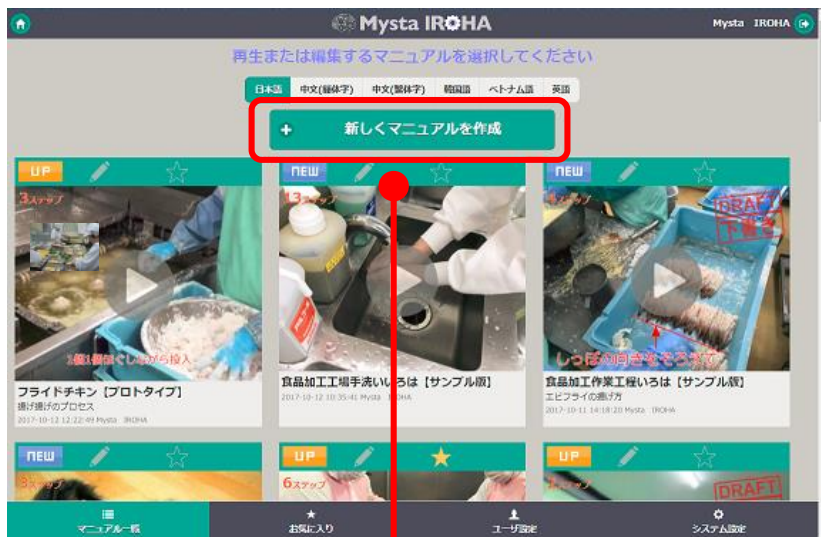 Mysta IROHA
Mysta IROHA
再生または編集するマニュアルを選択してください
日本語 中文(簡体字) 中文(繁体字) 韓国語 ベトナム語 英語
+ 新しくマニュアルを作成
UP
NEW
NEW
3ステップ
13ステップ
DRAFT
下書き
1個1個ほぐしながら投入
しっぽの向きをそろえて
フライドチキン【プロトタイプ】
揚げ揚げのプロセス
2017-10-12 12:22:49 Mysta IROHA
食品加工工場手洗いいろは【サンプル版】
2017-10-12 10:35:41 Mysta IROHA
食品加工作業工程いろは【サンプル版】
エビフライの揚げ方
2017-10-11 14:18:20 Mysta IROHA
NEW
UP
UP
6ステップ
DRAFT
マニュアル一覧
お気に入り
ユーザ設定
システム設定